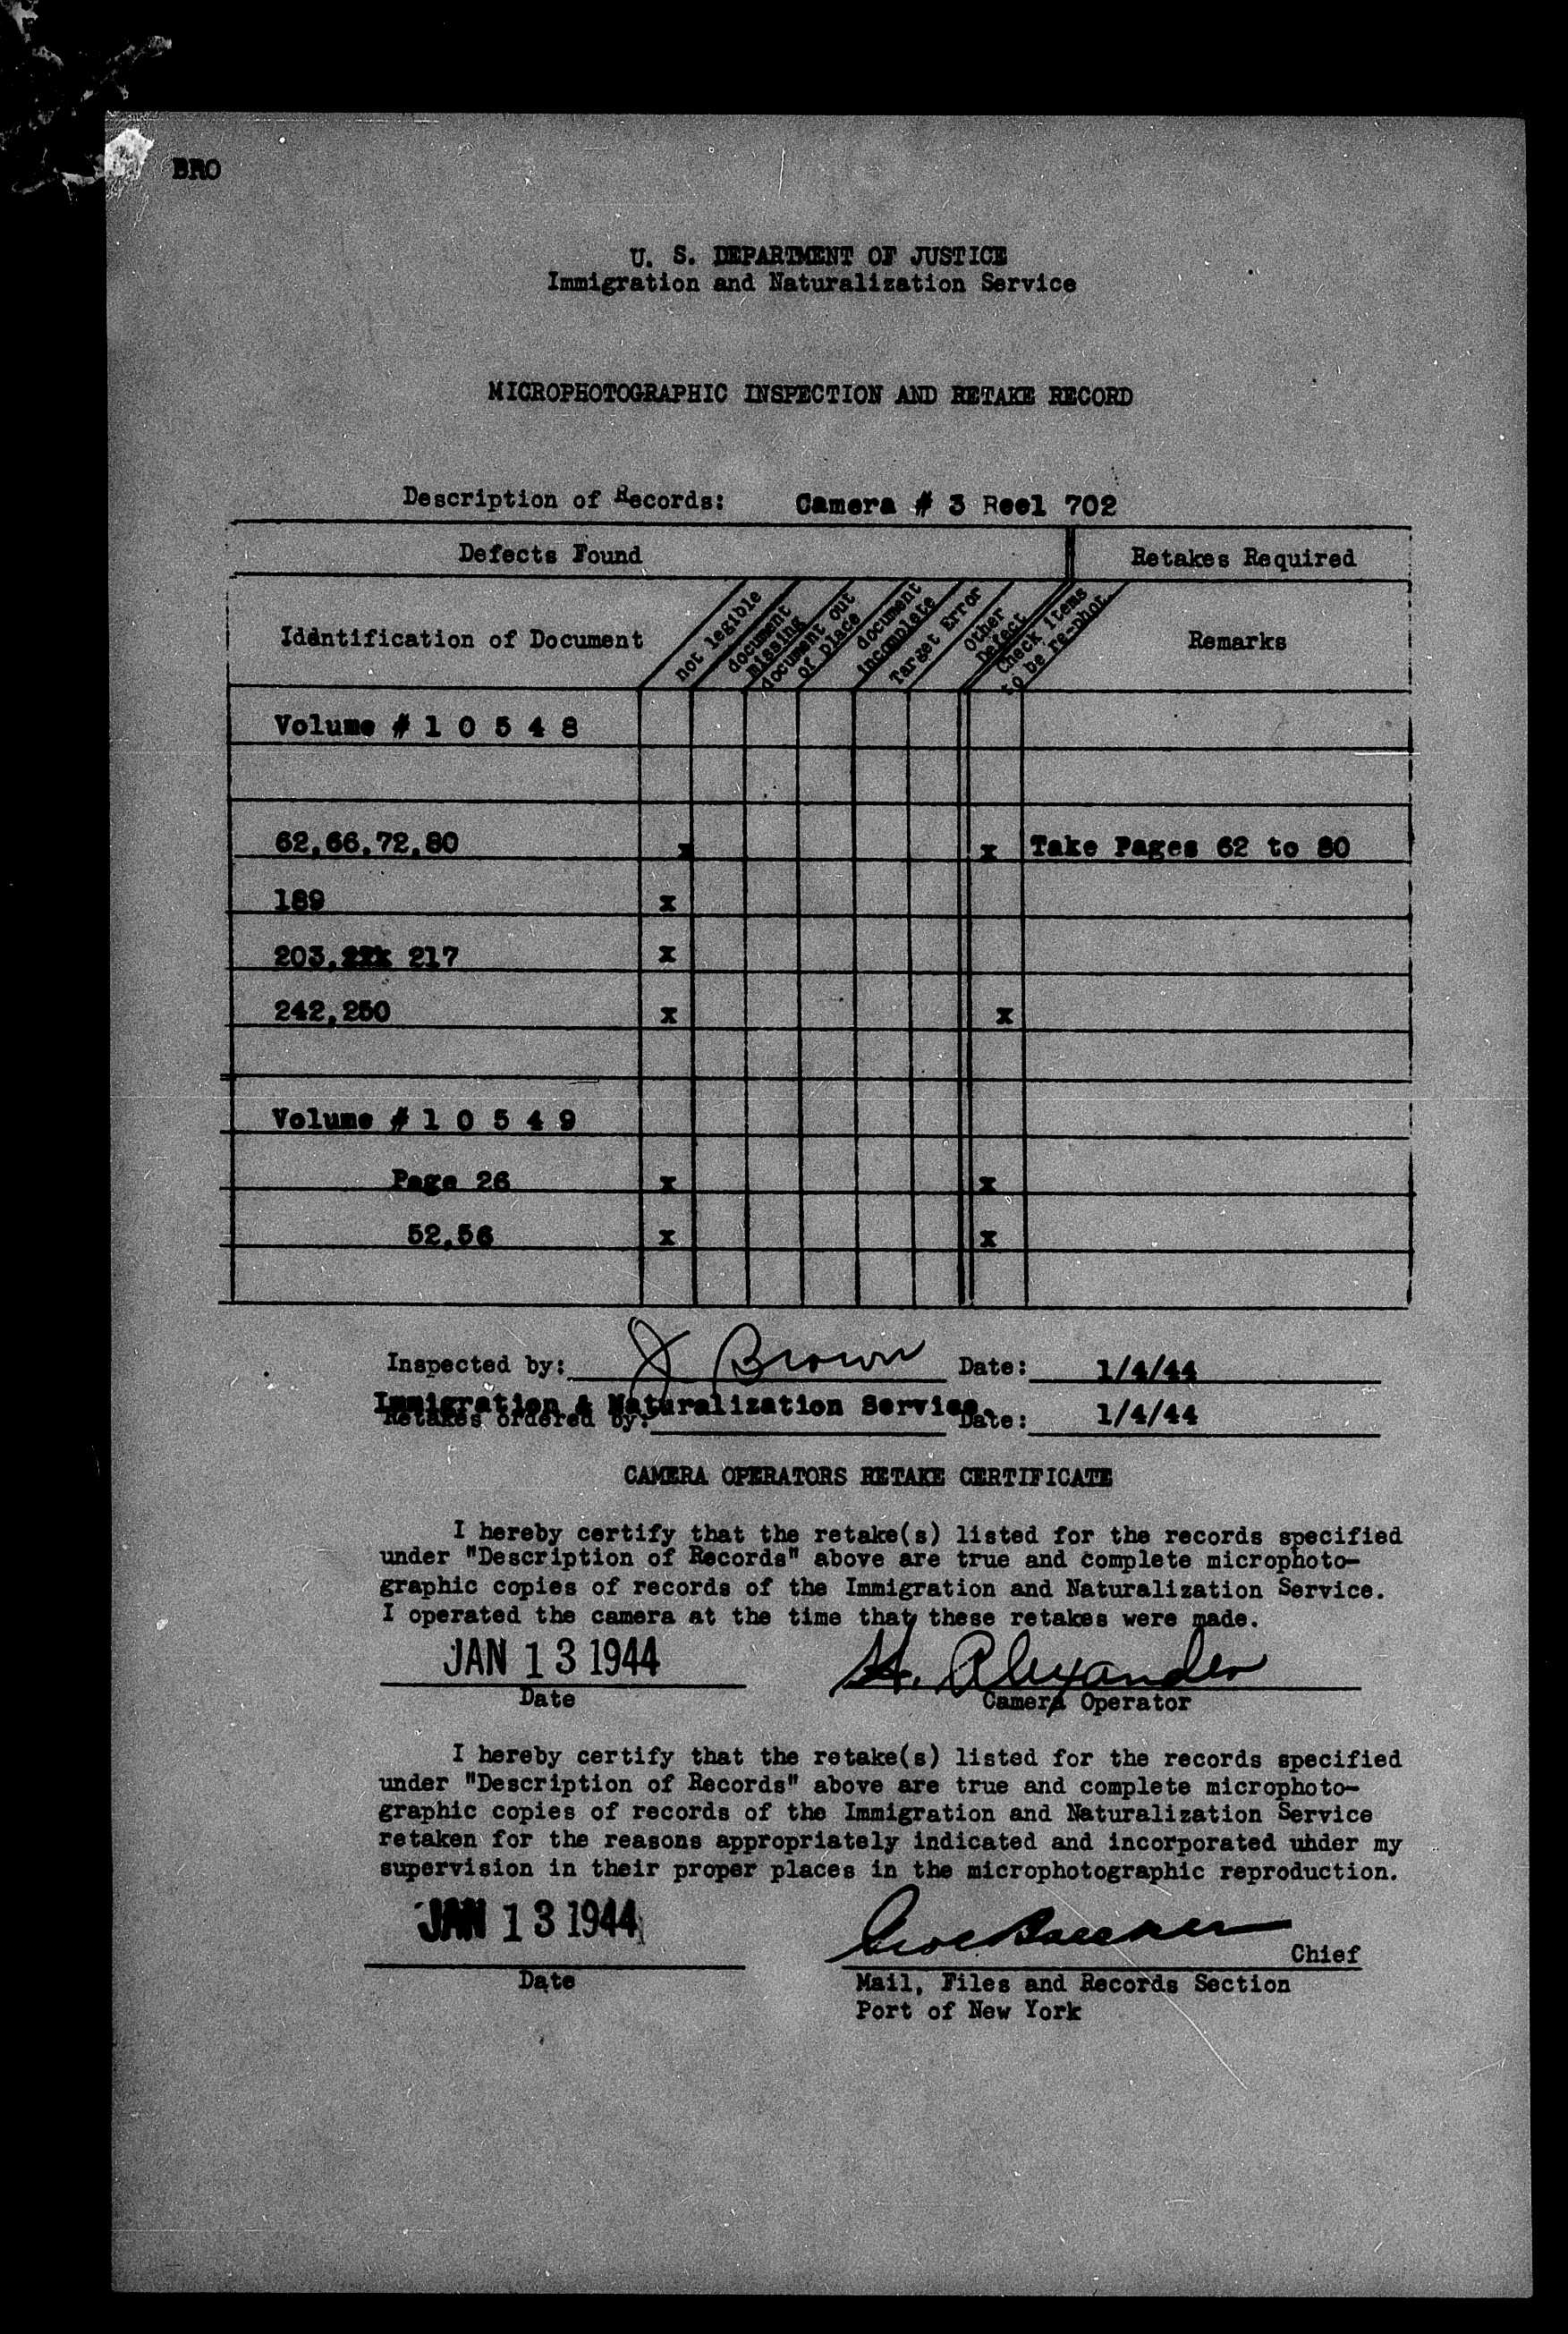 BRO
U. S. DEPARTMENT OF JUSTICE
Immigration and Naturalization Service
MICROPHOTOGRAPHIC INSPECTION AND RETAKE RECORD
Description of Records: Camera # 3 Reel 702
Defects Found Retakes Required
Identification of Document not legible document missing document out of place document incomplete Target Error Other Defect Check items to be re-phot. Remarks
Volume # 1 0 5 4 8
62,66,72,80 x x Take Pages 62 to 80
189 x
203, 217 x
242,250 x x
Volume # 1 0 5 4 9
Page 26 x x
52,56 x x
Inspected by: J Brown Date: 1/4/44
Immigration & Naturalization Service.
Retakes ordered by: Date: 1/4/44
CAMERA OPERATORS RETAKE CERTIFICATE
I hereby certify that the retake(s) listed for the records specified
under "Description of Records" above are true and complete microphoto-
graphic copies of records of the Immigration and Naturalization Service.
I operated the camera at the time that these retakes were made.
JAN 13 1944 H. Alexander
Date Camera Operator
I hereby certify that the retake(s) listed for the records specified
under "Description of Records" above are true and complete microphoto-
graphic copies of records of the Immigration and Naturalization Service
retaken for the reasons appropriately indicated and incorporated uhder my
supervision in their proper places in the microphotographic reproduction.
JAN 13 1944
Chief
Date Mail, Files and Records Section
Port of New York